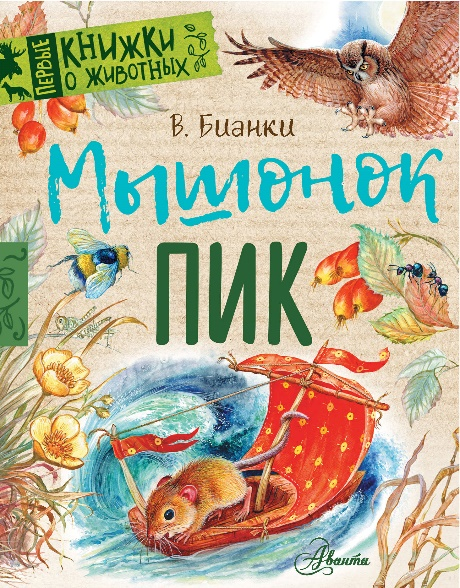 ПЕРВЫЕ
КНИЖКИ
О ЖИВОТНЫХ
В. Бианки
Мышонок
ПИК
Аванта